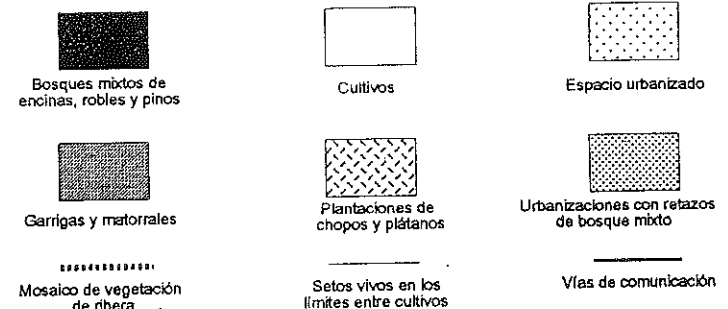 Bosques mixtos de
encinas, robles y pinos
Cultivos
Espacio urbanizado
Garrigas y matorrales
Plantaciones de
chopos y plátanos
Urbanizaciones con retazos
de bosque mixto
Mosaico de vegetación
de ribera
Setos vivos en los
límites entre cultivos
Vías de comunicación